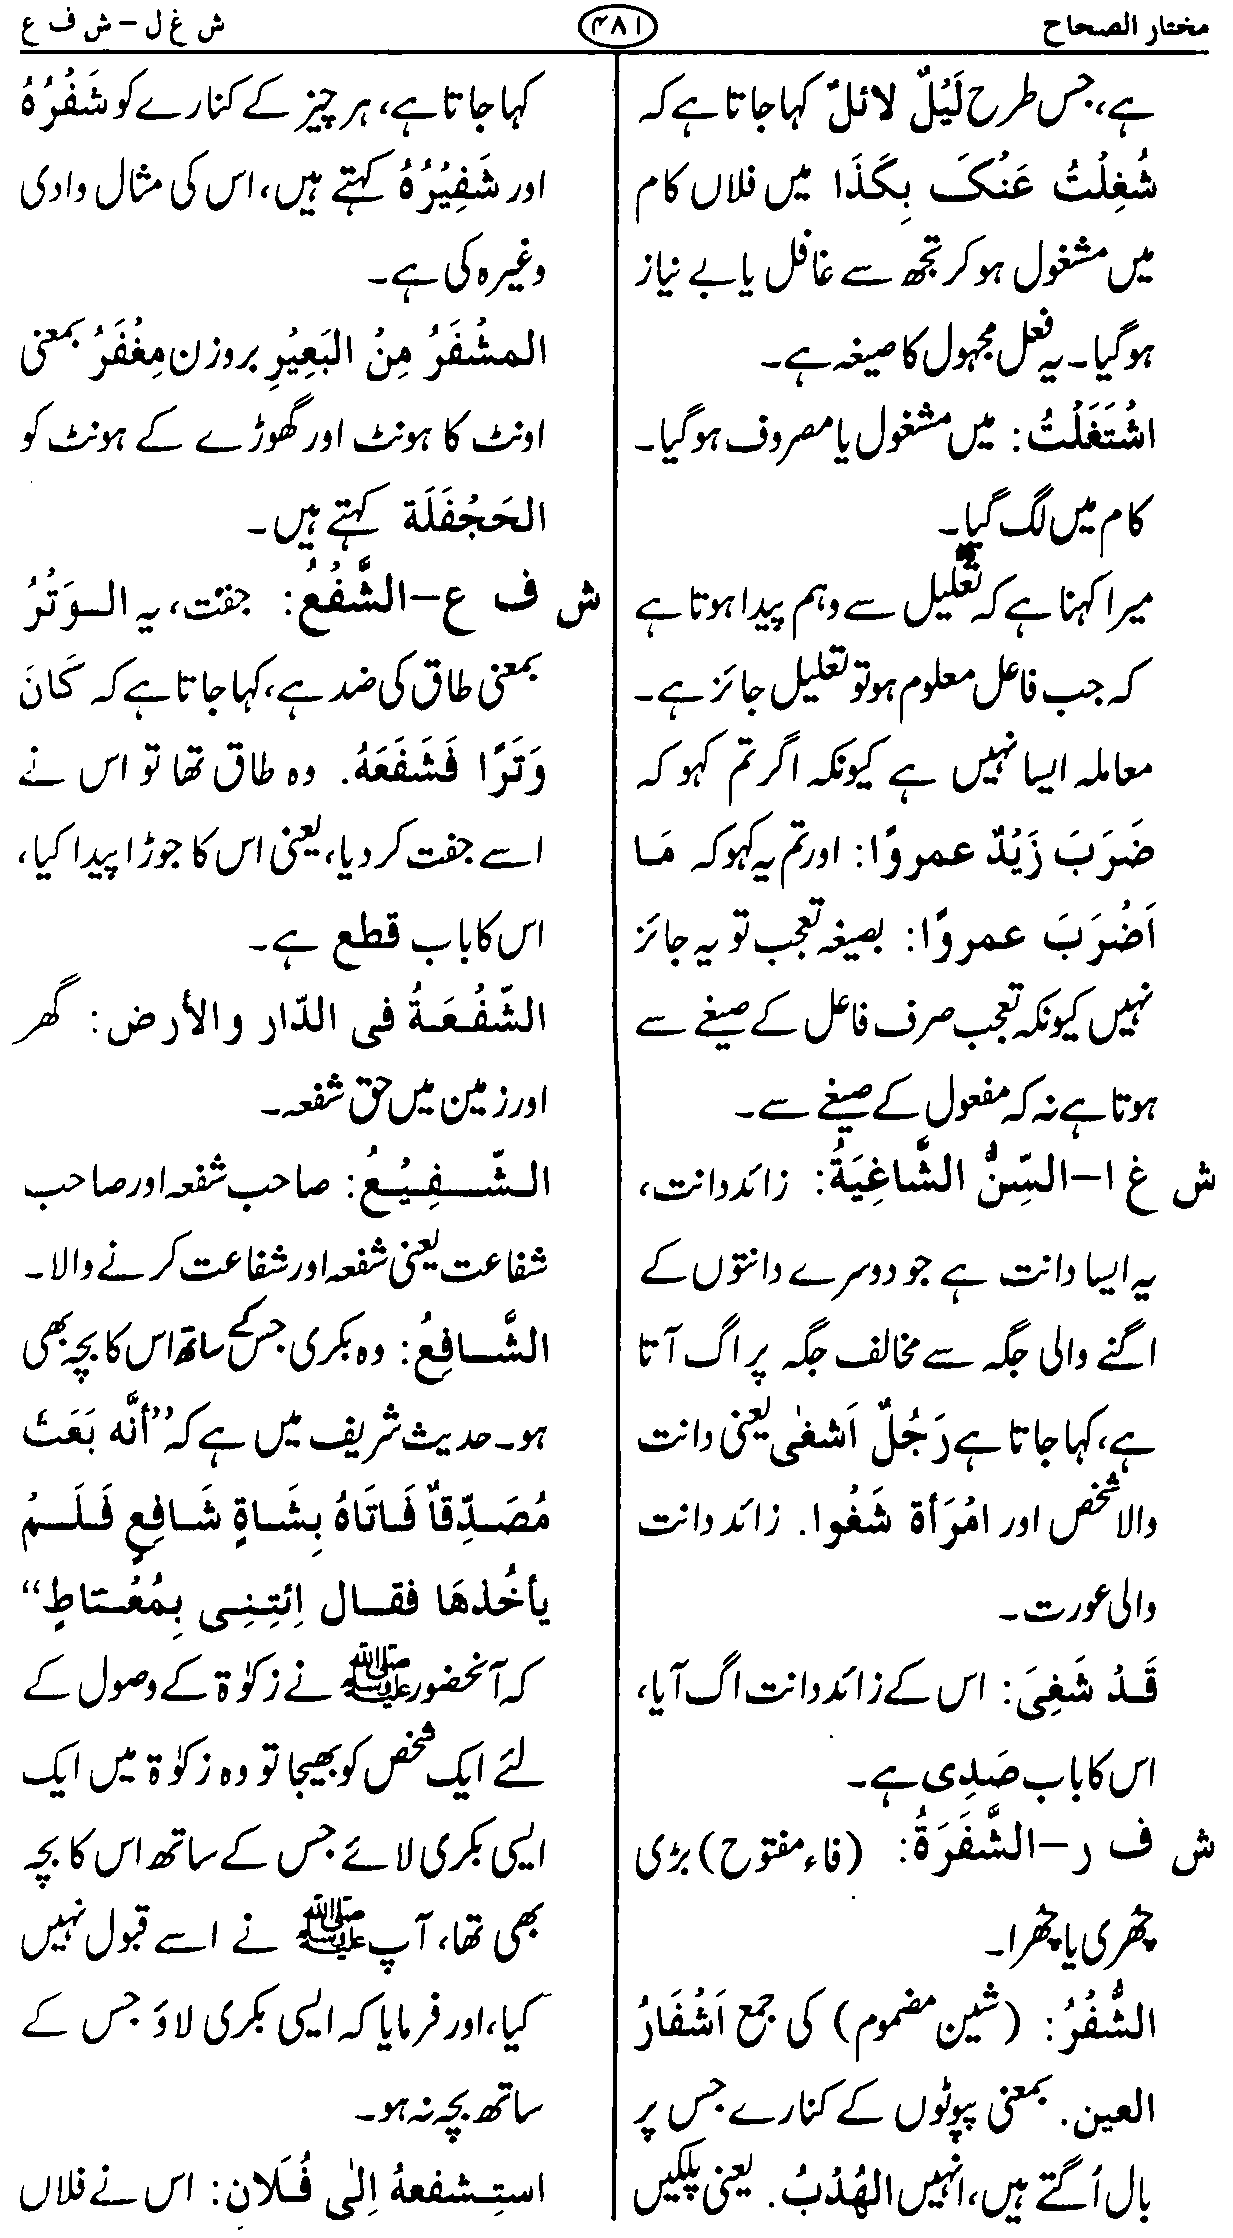 مختار الصحاح
۴۸۱
ش غ ل – ش ف ع
ہے، جس طرح لَيْلٌ لائلٌ کہا جاتا ہے کہ
شُغِلْتُ عَنْکَ بِکَذَا میں فلاں کام
میں مشغول ہو کر تجھ سے غافل یا بے نیاز
ہو گیا۔ یہ فعل مجہول کا صیغہ ہے۔
اشْتَغَلْتُ: میں مشغول یا مصروف ہو گیا۔
کام میں لگ گیا۔
میرا کہنا ہے کہ تعلیل سے وہم پیدا ہوتا ہے
کہ جب فاعل معلوم ہو تو تعلیل جائز ہے۔
معاملہ ایسا نہیں ہے کیونکہ اگر تم کہو کہ
ضَرَبَ زَيْدٌ عمروًا: اور تم یہ کہو کہ مَا
اَضْرَبَ عمروًا: بصیغہ تعجب تو یہ جائز
نہیں کیونکہ تعجب صرف فاعل کے صیغے سے
ہوتا ہے نہ کہ مفعول کے صیغے سے۔
ش غ ا–السِّنُّ الشَّاغِيَةُ: زائد دانت،
یہ ایسا دانت ہے جو دوسرے دانتوں کے
اگنے والی جگہ سے مخالف جگہ پر اگ آتا
ہے، کہا جاتا ہے رَجُلٌ اَشغٰی یعنی دانت
والا شخص اور امْرَأة شَغْوا. زائد دانت
والی عورت۔
قَدْ شَغِیَ: اس کے زائد دانت اگ آیا،
اس کا باب صَدِی ہے۔
ش ف ر–الشَّفْرَةُ: (فاء مفتوح) بڑی
چھری یا چھرا۔
الشُّفْرُ: (شین مضموم) کی جمع اَشْفَارُ
العین. بمعنی پپوٹوں کے کنارے جس پر
بال اُگتے ہیں، اُنہیں الهُدْبُ. یعنی پلکیں
کہا جاتا ہے، ہر چیز کے کنارے کو شَفْرُهُ
اور شَفِيْرُهُ کہتے ہیں، اس کی مثال وادی
وغیرہ کی ہے۔
المشْفَرُ مِنْ البَعِيْرِ بروزن مِغْفَرُ بمعنی
اونٹ کا ہونٹ اور گھوڑے کے ہونٹ کو
الحَجْفَلَة کہتے ہیں۔
ش ف ع–الشَّفْعُ: جفت، یہ الوَتْرُ
بمعنی طاق کی ضد ہے، کہا جاتا ہے کہ کَانَ
وَتَرًا فَشَفَعَهُ. وہ طاق تھا تو اس نے
اسے جفت کر دیا، یعنی اس کا جوڑا پیدا کیا،
اس کا باب قطع ہے۔
الشّفْعَةُ فی الدّار والأرض: گھر
اور زمین میں حق شفعہ۔
الشّفِيْعُ: صاحب شفعہ اور صاحب
شفاعت یعنی شفعہ اور شفاعت کرنے والا۔
الشَّافِعُ: وہ بکری جس کے ساتھ اس کا بچہ بھی
ہو۔ حدیث شریف میں ہے کہ ’’أنَّه بَعَثَ
مُصَدِّقاً فَاتَاهُ بِشَاةٍ شَافِعٍ فَلَمْ
يأخُذهَا فقال اِئتِنِی بِمُعْتاطٍ‘‘
کہ آنحضور ﷺ نے زکوٰۃ کے وصول کے
لئے ایک شخص کو بھیجا تو وہ زکوٰۃ میں ایک
ایسی بکری لائے جس کے ساتھ اس کا بچہ
بھی تھا، آپ ﷺ نے اسے قبول نہیں
کیا، اور فرمایا کہ ایسی بکری لاؤ جس کے
ساتھ بچہ نہ ہو۔
استِشفعهُ اِلٰی فُلَانِ: اس نے فلاں